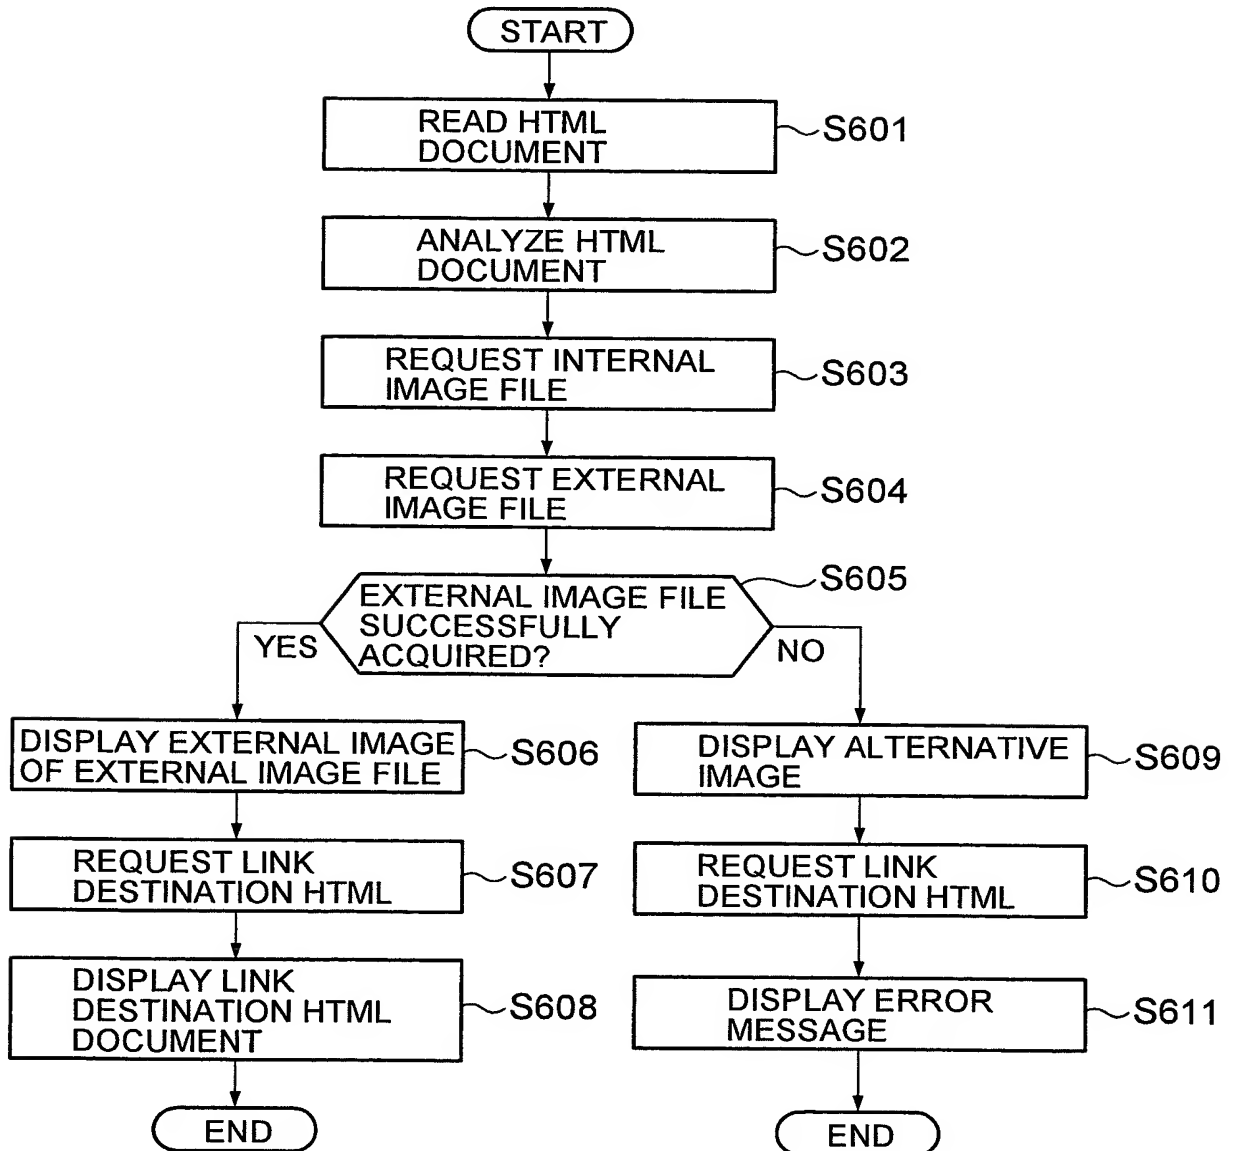 START
READ HTML
DOCUMENT
S601
ANALYZE HTML
DOCUMENT
S602
REQUEST INTERNAL
IMAGE FILE
S603
REQUEST EXTERNAL
IMAGE FILE
S604
EXTERNAL IMAGE FILE
SUCCESSFULLY
ACQUIRED?
S605
YES
NO
DISPLAY EXTERNAL IMAGE
OF EXTERNAL IMAGE FILE
S606
REQUEST LINK
DESTINATION HTML
S607
DISPLAY LINK
DESTINATION HTML
DOCUMENT
S608
END
DISPLAY ALTERNATIVE
IMAGE
S609
REQUEST LINK
DESTINATION HTML
S610
DISPLAY ERROR
MESSAGE
S611
END